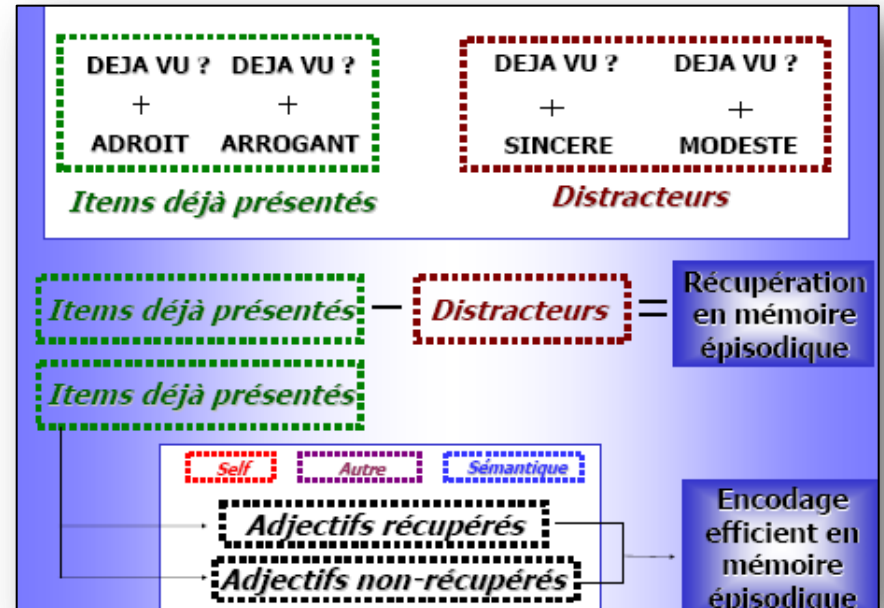 DEJA VU ? DEJA VU ?
+ +
ADROIT ARROGANT
Items déjà présentés
DEJA VU ? DEJA VU ?
+ +
SINCERE MODESTE
Distracteurs
Items déjà présentés – Distracteurs = Récupération
en mémoire
épisodique
Items déjà présentés
Self Autre Sémantique
Adjectifs récupérés
Adjectifs non-récupérés
Encodage
efficient en
mémoire
épisodique